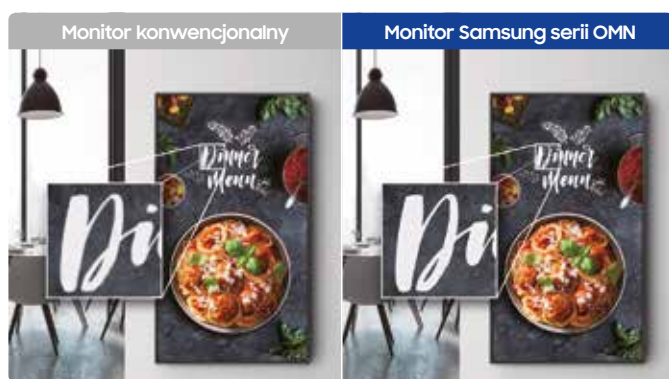 Monitor konwencjonalny
Monitor Samsung serii OMN
Dinner
Menu
Di
Dinner
Menu
Di